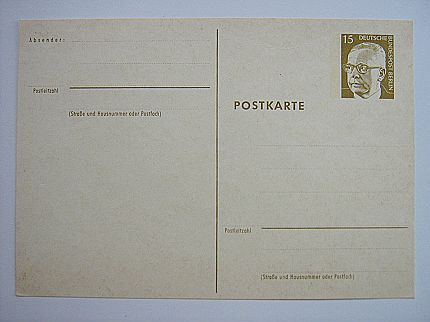 Absender:
Postleitzahl
(Straße und Hausnummer oder Postfach)
15 DEUTSCHE
BUNDESPOST BERLIN
POSTKARTE
Postleitzahl
(Straße und Hausnummer oder Postfach)